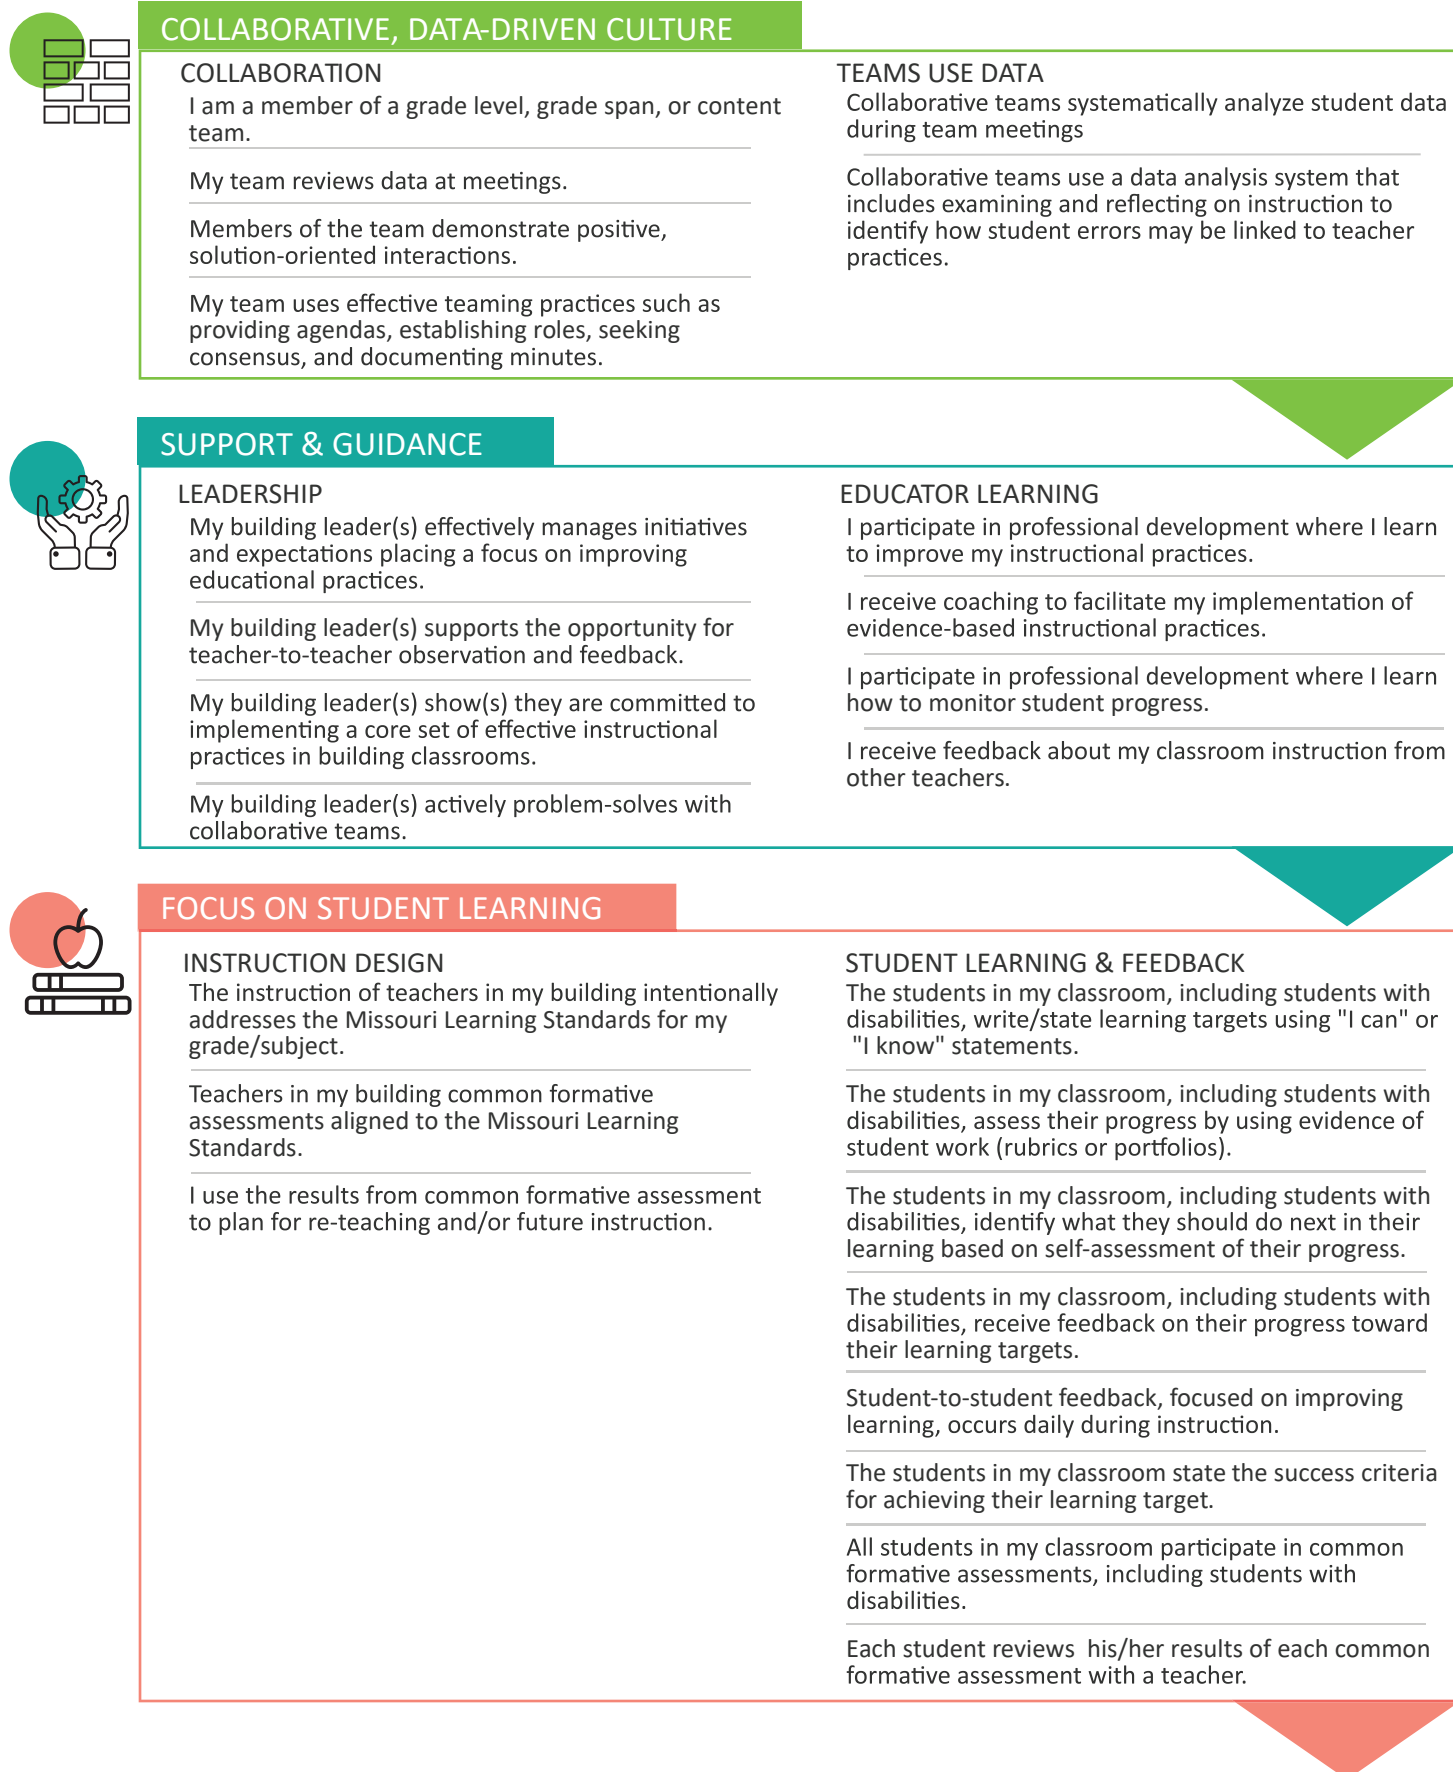 COLLABORATIVE, DATA-DRIVEN CULTURE
COLLABORATION
I am a member of a grade level, grade span, or content
team.
My team reviews data at meetings.
Members of the team demonstrate positive,
solution-oriented interactions.
My team uses effective teaming practices such as
providing agendas, establishing roles, seeking
consensus, and documenting minutes.
TEAMS USE DATA
Collaborative teams systematically analyze student data
during team meetings
Collaborative teams use a data analysis system that
includes examining and reflecting on instruction to
identify how student errors may be linked to teacher
practices.
SUPPORT & GUIDANCE
LEADERSHIP
My building leader(s) effectively manages initiatives
and expectations placing a focus on improving
educational practices.
My building leader(s) supports the opportunity for
teacher-to-teacher observation and feedback.
My building leader(s) show(s) they are committed to
implementing a core set of effective instructional
practices in building classrooms.
My building leader(s) actively problem-solves with
collaborative teams.
EDUCATOR LEARNING
I participate in professional development where I learn
to improve my instructional practices.
I receive coaching to facilitate my implementation of
evidence-based instructional practices.
I participate in professional development where I learn
how to monitor student progress.
I receive feedback about my classroom instruction from
other teachers.
FOCUS ON STUDENT LEARNING
INSTRUCTION DESIGN
The instruction of teachers in my building intentionally
addresses the Missouri Learning Standards for my
grade/subject.
Teachers in my building common formative
assessments aligned to the Missouri Learning
Standards.
I use the results from common formative assessment
to plan for re-teaching and/or future instruction.
STUDENT LEARNING & FEEDBACK
The students in my classroom, including students with
disabilities, write/state learning targets using "I can" or
"I know" statements.
The students in my classroom, including students with
disabilities, assess their progress by using evidence of
student work (rubrics or portfolios).
The students in my classroom, including students with
disabilities, identify what they should do next in their
learning based on self-assessment of their progress.
The students in my classroom, including students with
disabilities, receive feedback on their progress toward
their learning targets.
Student-to-student feedback, focused on improving
learning, occurs daily during instruction.
The students in my classroom state the success criteria
for achieving their learning target.
All students in my classroom participate in common
formative assessments, including students with
disabilities.
Each student reviews his/her results of each common
formative assessment with a teacher.